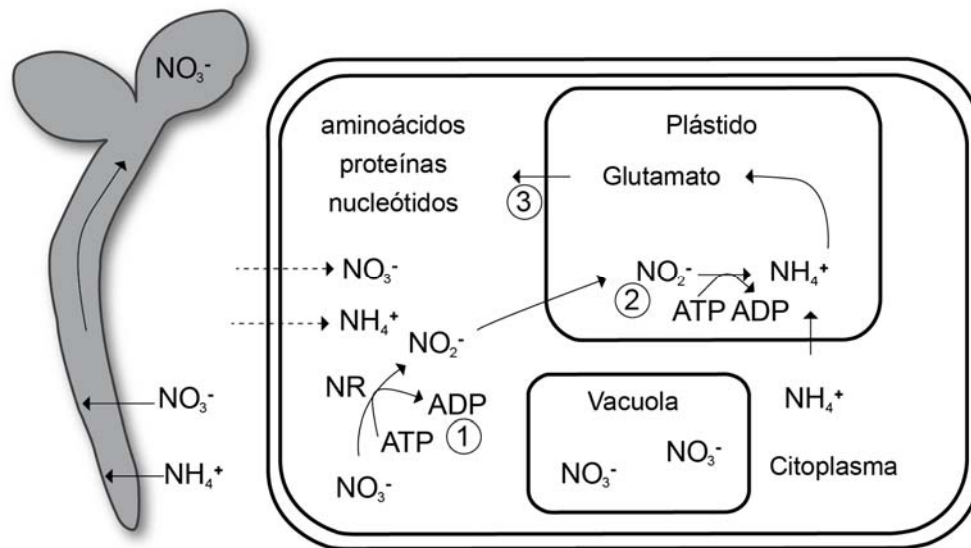 NO₃⁻
NO₃⁻
NH₄⁺
aminoácidos
proteínas
nucleótidos
Plástido
Glutamato
3
NO₃⁻
NH₄⁺
NO₂⁻
NH₄⁺
2
ATP ADP
NO₂⁻
NR
ADP
ATP
1
NO₃⁻
Vacuola
NO₃⁻
NO₃⁻
NH₄⁺
Citoplasma